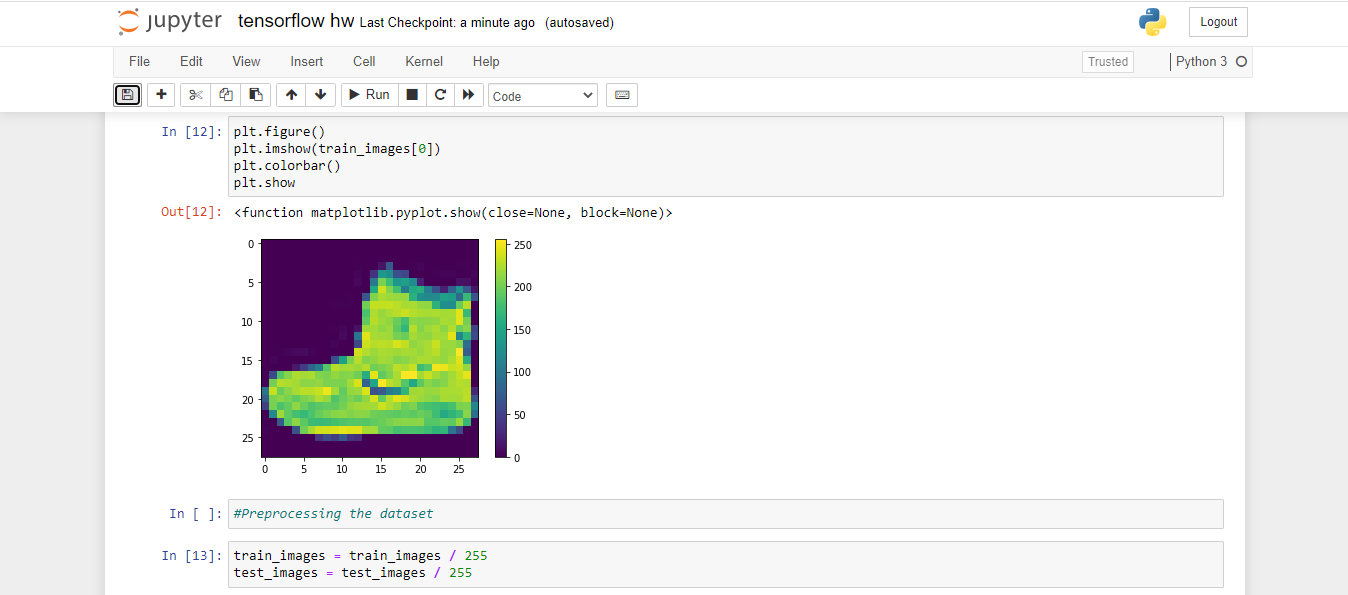 jupyter tensorflow hw Last Checkpoint: a minute ago (autosaved) Logout
File Edit View Insert Cell Kernel Help Trusted Python 3
Run Code
In [12]: plt.figure()
plt.imshow(train_images[0])
plt.colorbar()
plt.show
Out[12]: <function matplotlib.pyplot.show(close=None, block=None)>
0
5
10
15
20
25
0 5 10 15 20 25
250
200
150
100
50
0
In [ ]: #Preprocessing the dataset
In [13]: train_images = train_images / 255
test_images = test_images / 255